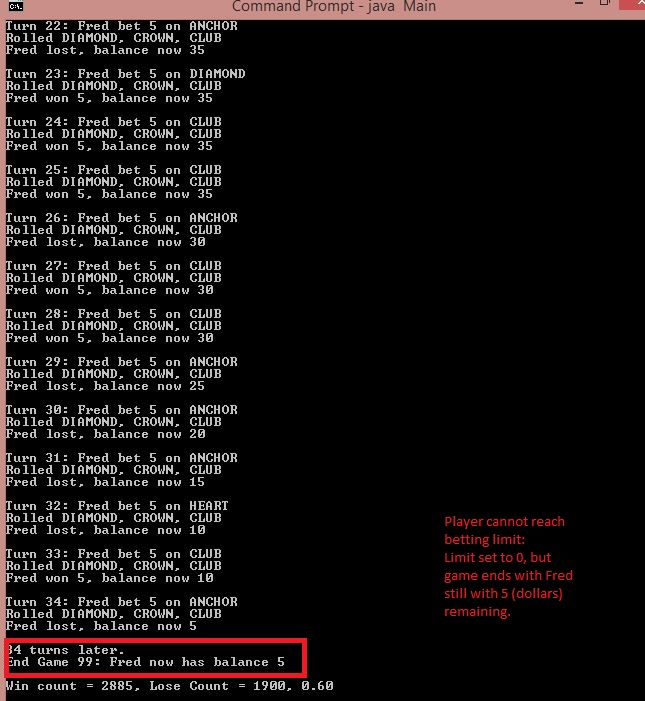 Command Prompt - java Main
Turn 22: Fred bet 5 on ANCHOR
Rolled DIAMOND, CROWN, CLUB
Fred lost, balance now 35
Turn 23: Fred bet 5 on DIAMOND
Rolled DIAMOND, CROWN, CLUB
Fred won 5, balance now 35
Turn 24: Fred bet 5 on CLUB
Rolled DIAMOND, CROWN, CLUB
Fred won 5, balance now 35
Turn 25: Fred bet 5 on CLUB
Rolled DIAMOND, CROWN, CLUB
Fred won 5, balance now 35
Turn 26: Fred bet 5 on ANCHOR
Rolled DIAMOND, CROWN, CLUB
Fred lost, balance now 30
Turn 27: Fred bet 5 on CLUB
Rolled DIAMOND, CROWN, CLUB
Fred won 5, balance now 30
Turn 28: Fred bet 5 on CLUB
Rolled DIAMOND, CROWN, CLUB
Fred won 5, balance now 30
Turn 29: Fred bet 5 on ANCHOR
Rolled DIAMOND, CROWN, CLUB
Fred lost, balance now 25
Turn 30: Fred bet 5 on ANCHOR
Rolled DIAMOND, CROWN, CLUB
Fred lost, balance now 20
Turn 31: Fred bet 5 on ANCHOR
Rolled DIAMOND, CROWN, CLUB
Fred lost, balance now 15
Turn 32: Fred bet 5 on HEART
Rolled DIAMOND, CROWN, CLUB
Fred lost, balance now 10
Turn 33: Fred bet 5 on CLUB
Rolled DIAMOND, CROWN, CLUB
Fred won 5, balance now 10
Turn 34: Fred bet 5 on ANCHOR
Rolled DIAMOND, CROWN, CLUB
Fred lost, balance now 5
34 turns later.
End Game 99: Fred now has balance 5
Win count = 2885, Lose Count = 1900, 0.60
Player cannot reach
betting limit:
Limit set to 0, but
game ends with Fred
still with 5 (dollars)
remaining.